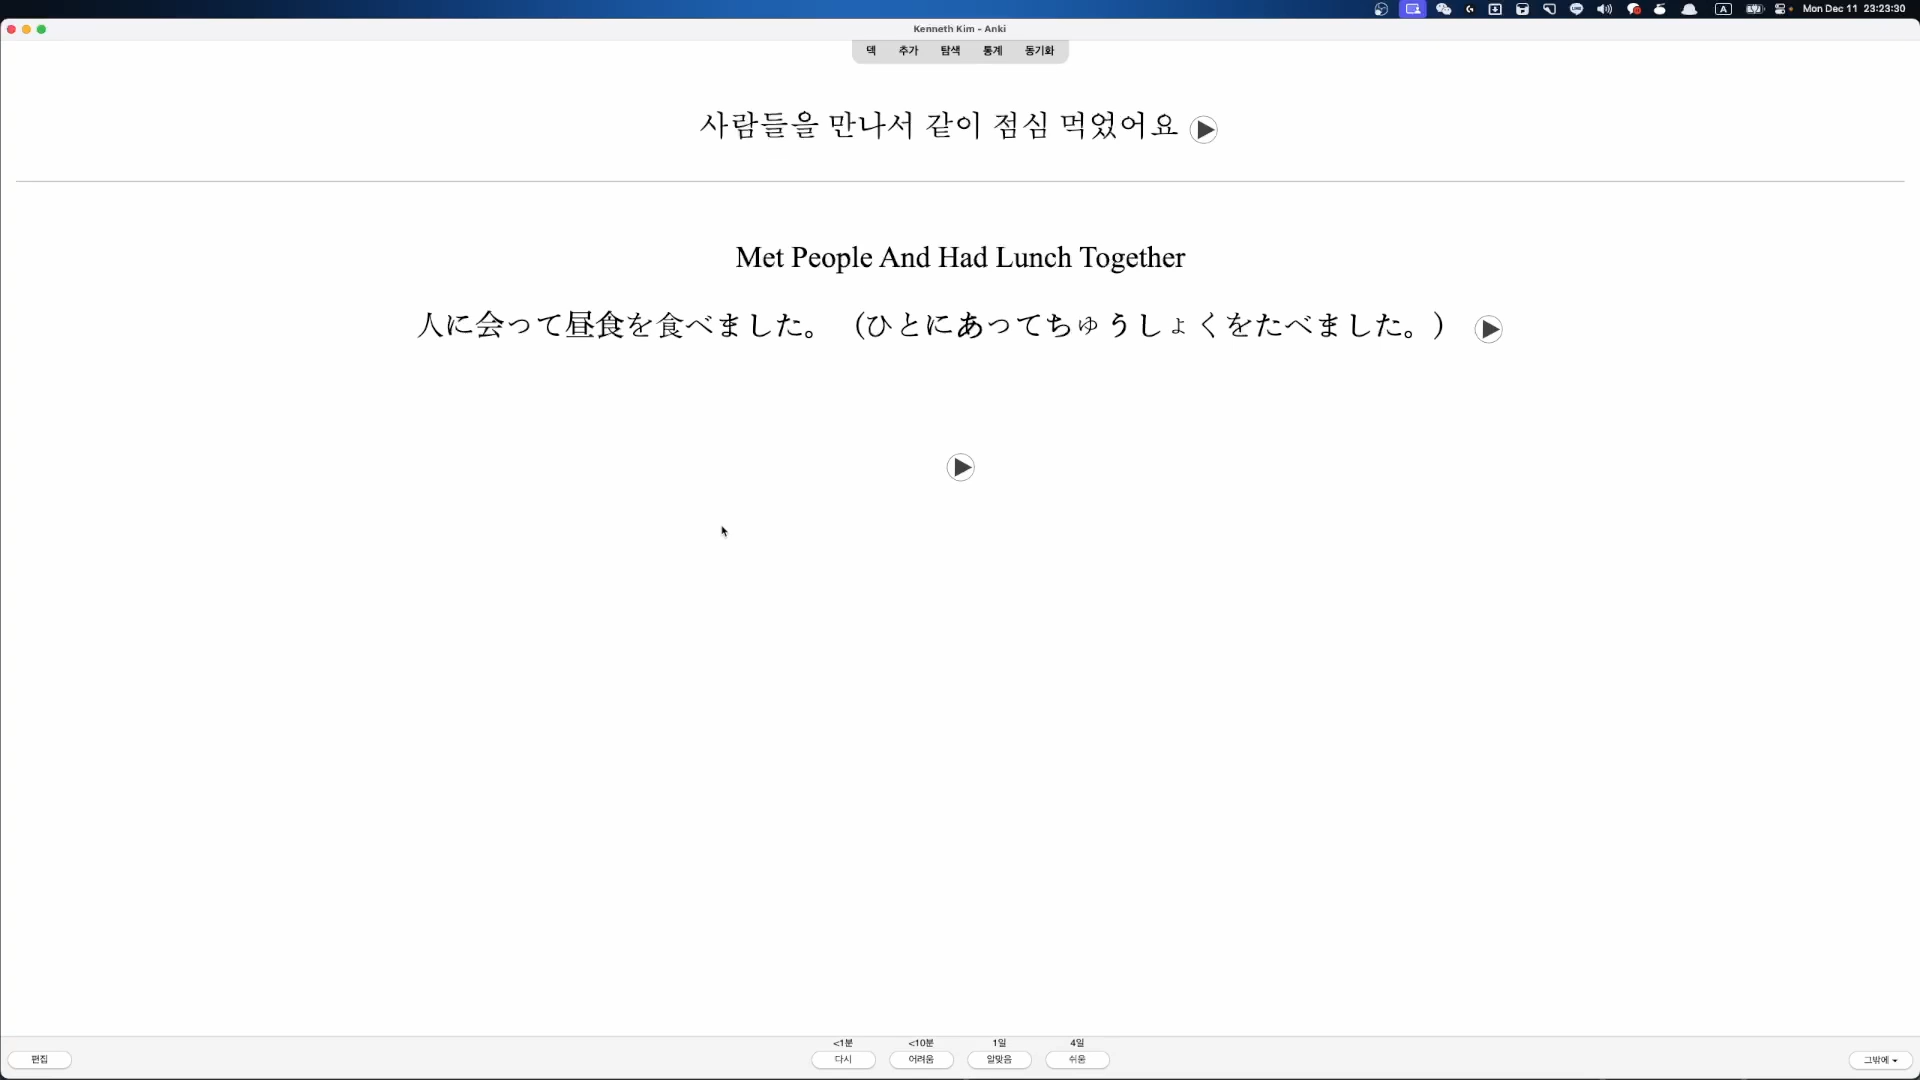 Mon Dec 11 23:23:30
Kenneth Kim - Anki
덱 추가 탐색 통계 동기화
사람들을 만나서 같이 점심 먹었어요
Met People And Had Lunch Together
人に会って昼食を食べました。 （ひとにあってちゅうしょくをたべました。）
<1분 <10분 1일 4일
편집 다시 어려움 알맞음 쉬움 그밖에